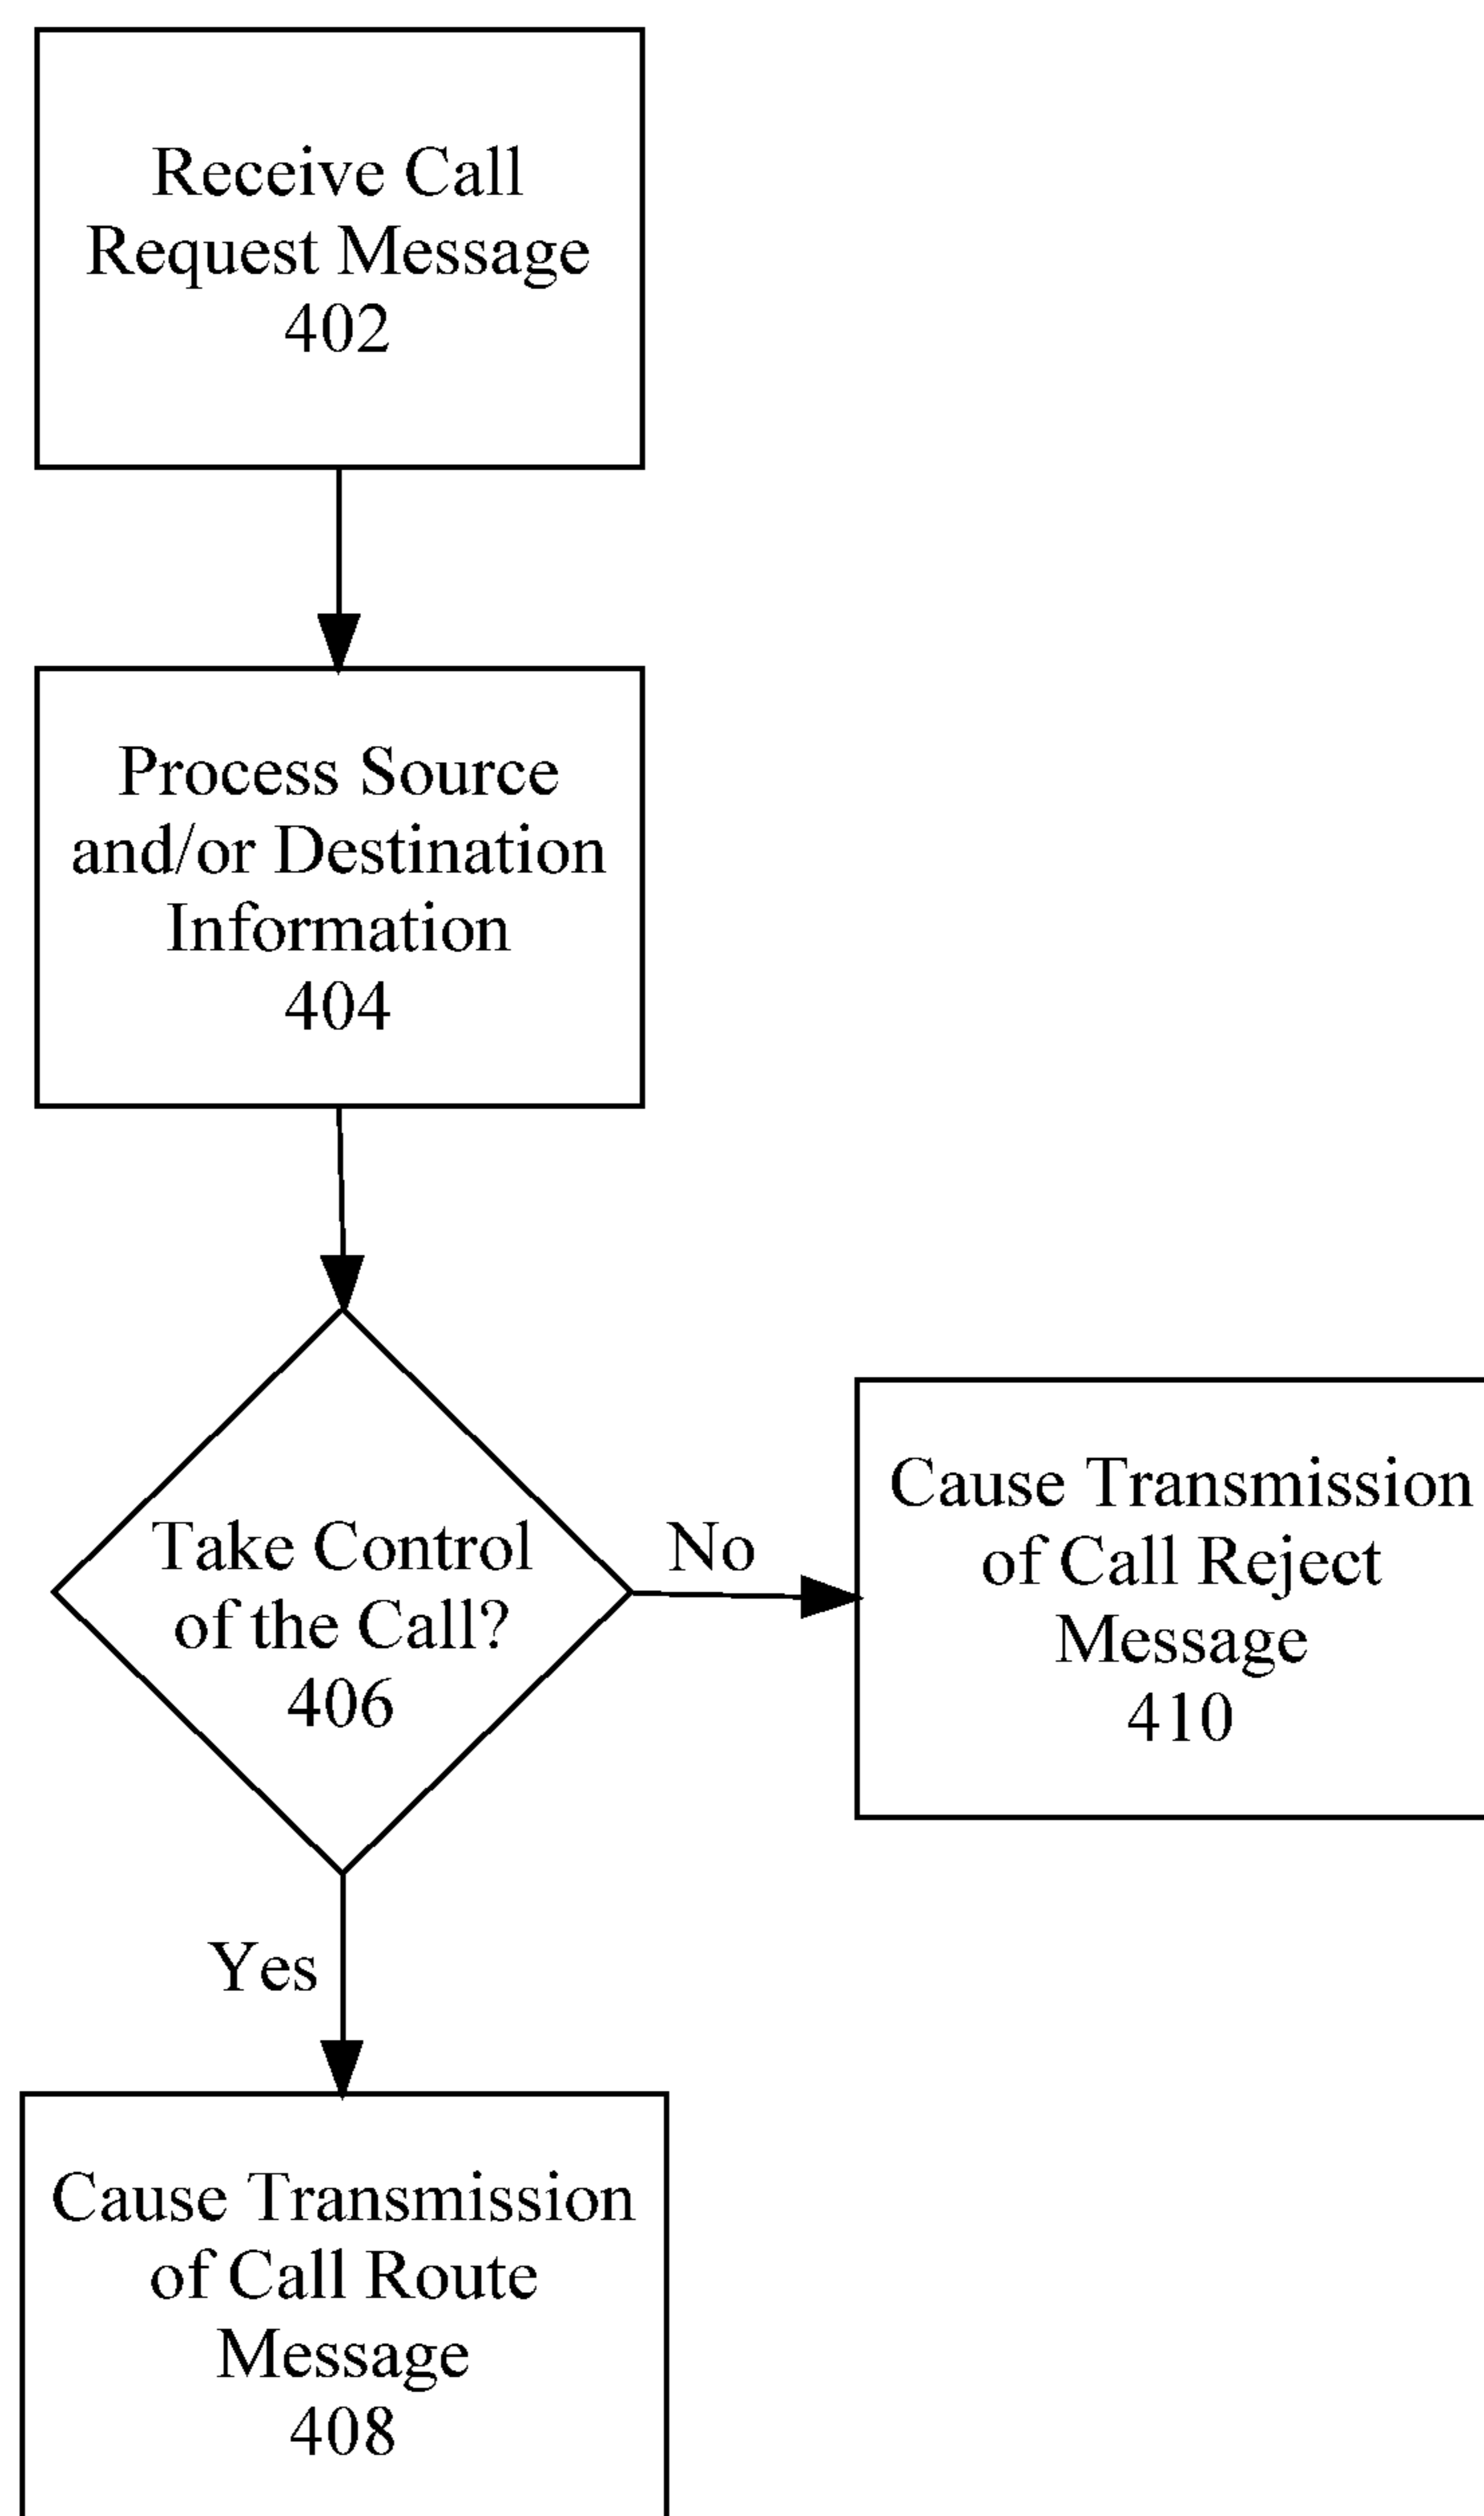 Receive Call
Request Message
402
Process Source
and/or Destination
Information
404
Take Control
of the Call?
406
No
Cause Transmission
of Call Reject
Message
410
Yes
Cause Transmission
of Call Route
Message
408